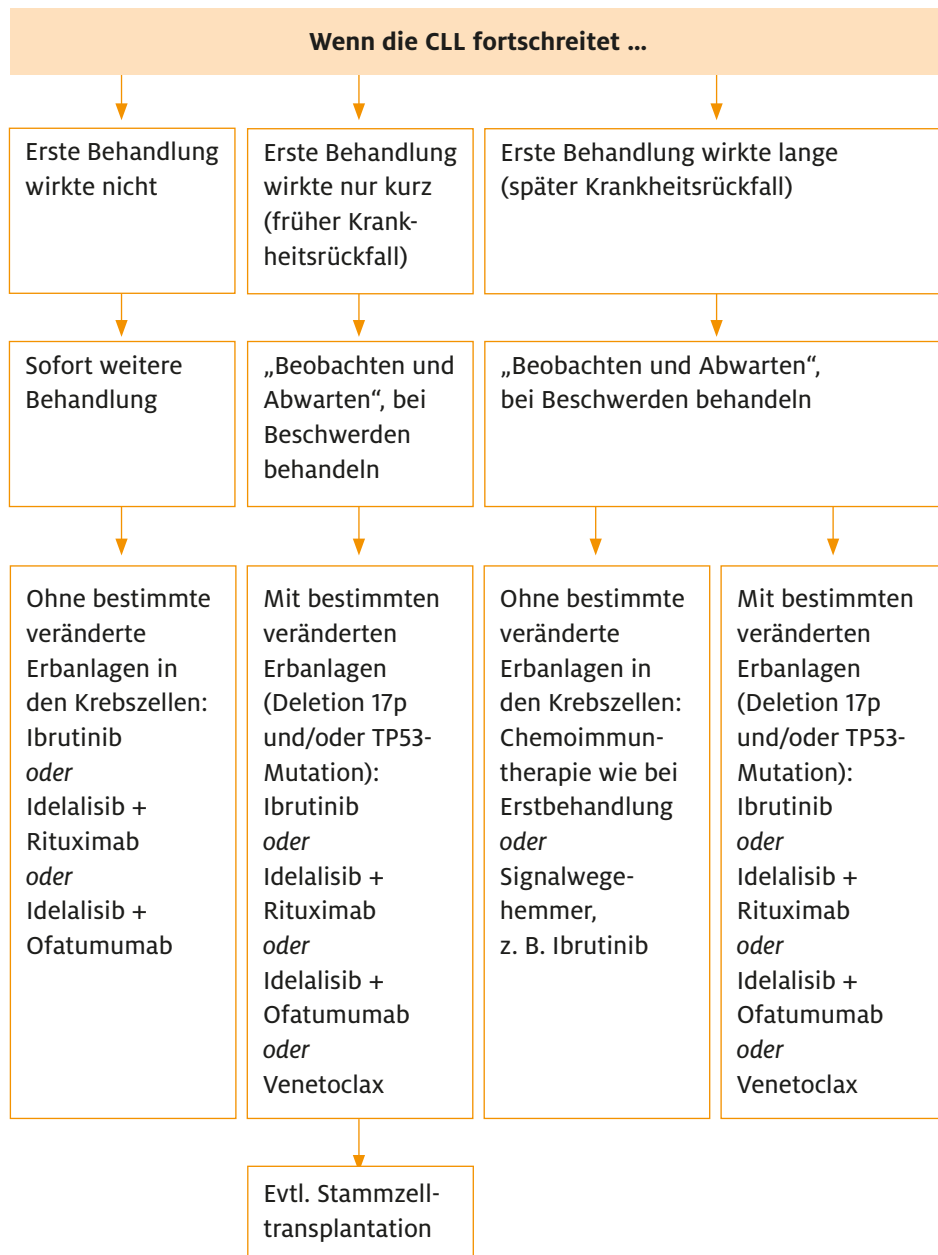 Wenn die CLL fortschreitet ...
Erste Behandlung
wirkte nicht
Erste Behandlung
wirkte nur kurz
(früher Krank-
heitsrückfall)
Erste Behandlung wirkte lange
(später Krankheitsrückfall)
Sofort weitere
Behandlung
„Beobachten und
Abwarten“, bei
Beschwerden
behandeln
„Beobachten und Abwarten“,
bei Beschwerden behandeln
Ohne bestimmte
veränderte
Erbanlagen in
den Krebszellen:
Ibrutinib
oder
Idelalisib +
Rituximab
oder
Idelalisib +
Ofatumumab
Mit bestimmten
veränderten
Erbanlagen
(Deletion 17p
und/oder TP53-
Mutation):
Ibrutinib
oder
Idelalisib +
Rituximab
oder
Idelalisib +
Ofatumumab
oder
Venetoclax
Ohne bestimmte
veränderte
Erbanlagen in
den Krebszellen:
Chemoimmun-
therapie wie bei
Erstbehandlung
oder
Signalwege-
hemmer,
z. B. Ibrutinib
Mit bestimmten
veränderten
Erbanlagen
(Deletion 17p
und/oder TP53-
Mutation):
Ibrutinib
oder
Idelalisib +
Rituximab
oder
Idelalisib +
Ofatumumab
oder
Venetoclax
Evtl. Stammzell-
transplantation